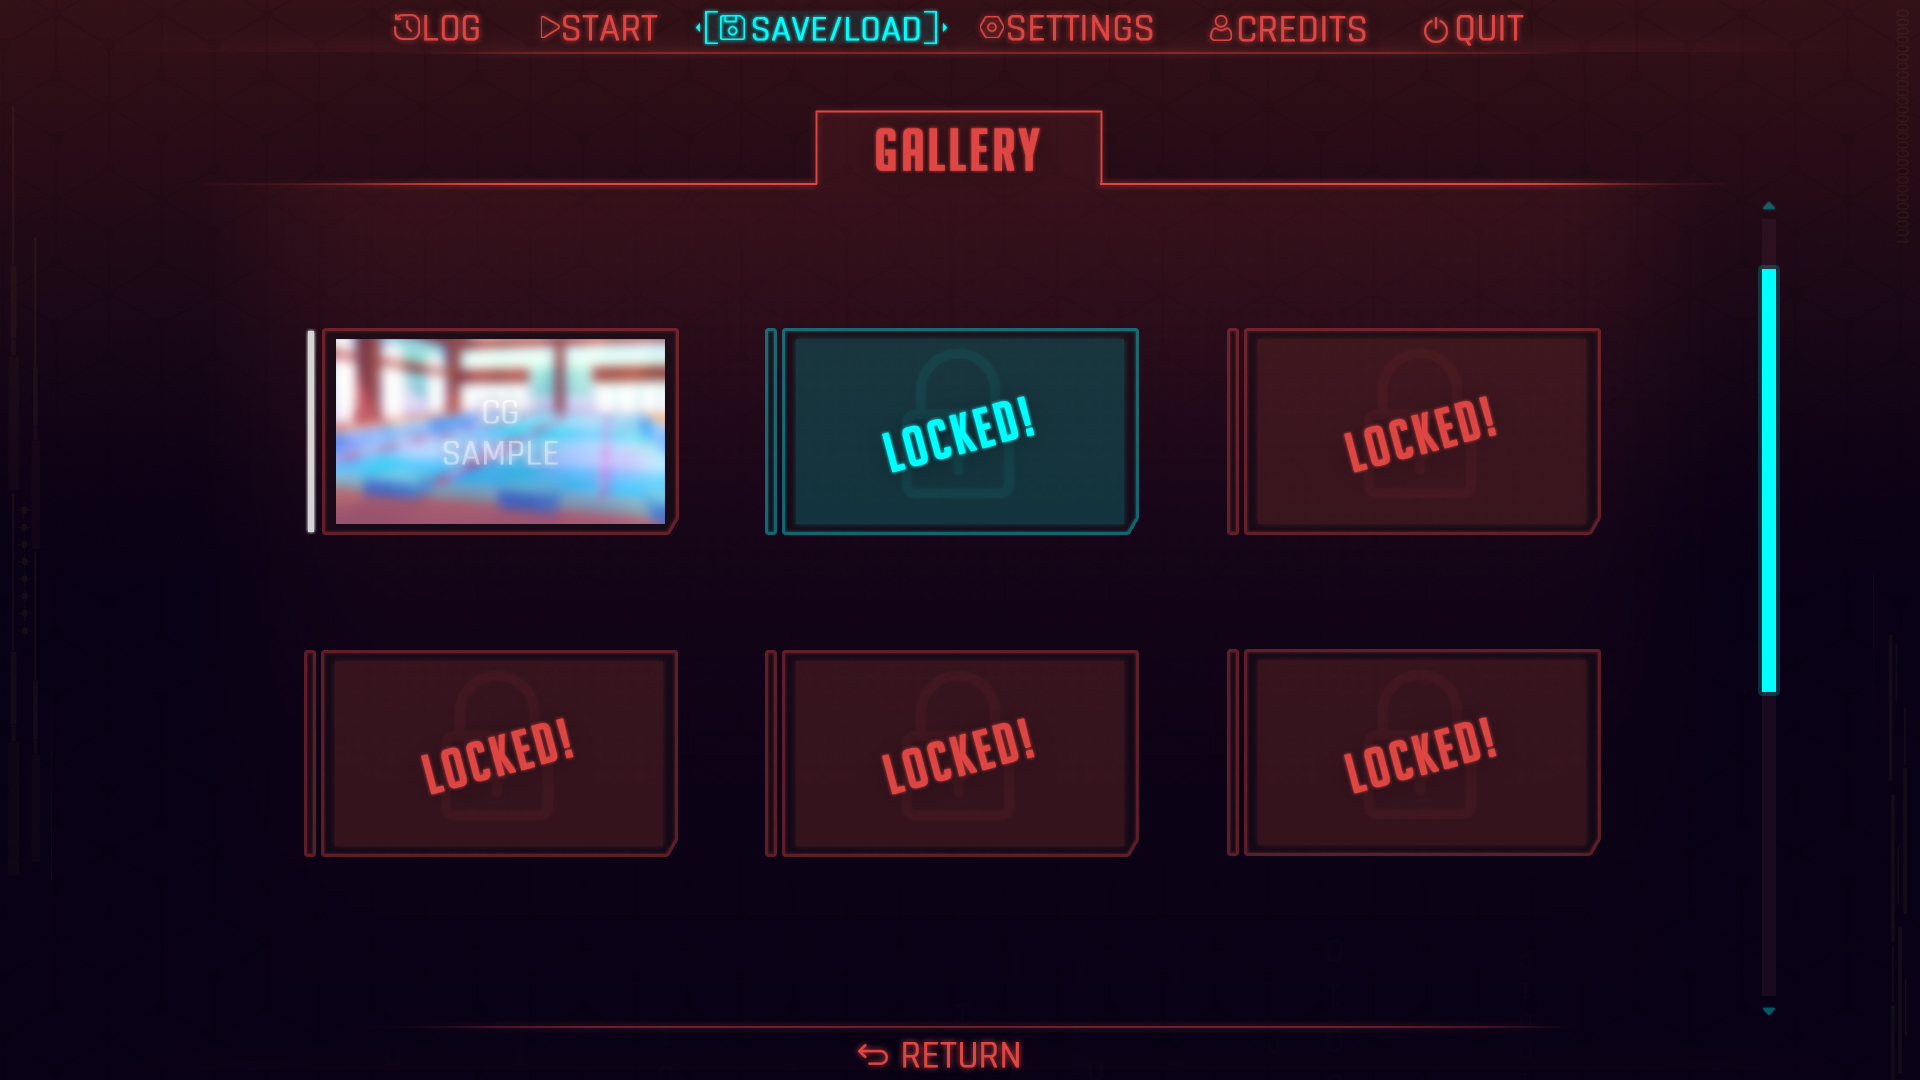 LOG START SAVE/LOAD SETTINGS CREDITS QUIT
GALLERY
CG
SAMPLE
LOCKED!
LOCKED!
LOCKED!
LOCKED!
LOCKED!
RETURN